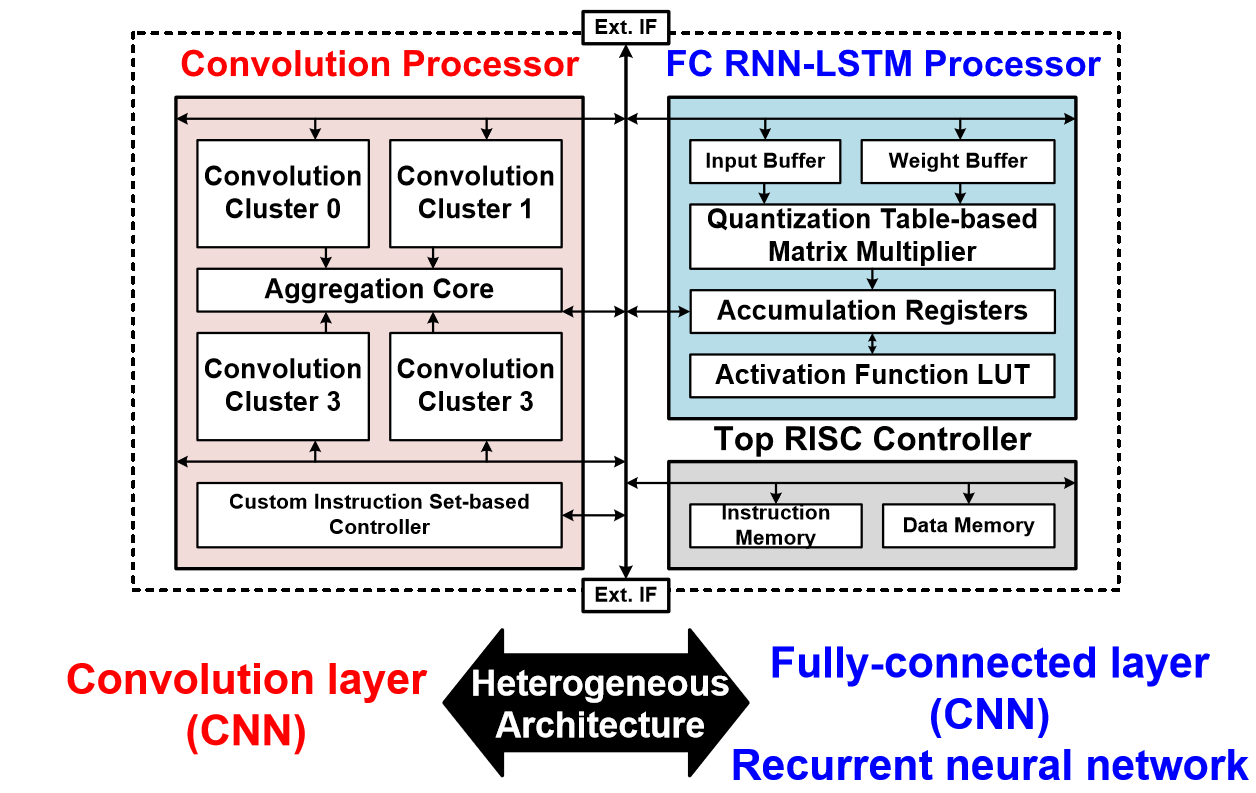 Ext. IF
Convolution Processor
FC RNN-LSTM Processor
Convolution
Cluster 0
Convolution
Cluster 1
Aggregation Core
Convolution
Cluster 3
Convolution
Cluster 3
Custom Instruction Set-based
Controller
Input Buffer
Weight Buffer
Quantization Table-based
Matrix Multiplier
Accumulation Registers
Activation Function LUT
Top RISC Controller
Instruction
Memory
Data Memory
Ext. IF
Convolution layer
(CNN)
Heterogeneous
Architecture
Fully-connected layer
(CNN)
Recurrent neural network